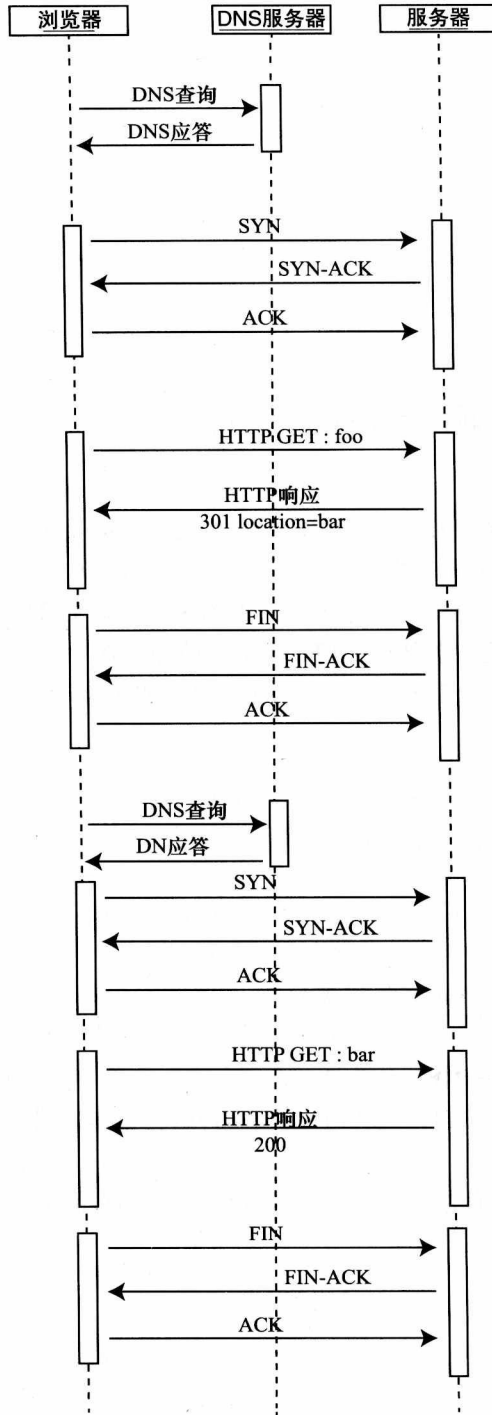 浏览器 DNS服务器 服务器
DNS查询
DNS应答
SYN
SYN-ACK
ACK
HTTP GET : foo
HTTP响应
301 location=bar
FIN
FIN-ACK
ACK
DNS查询
DN应答
SYN
SYN-ACK
ACK
HTTP GET : bar
HTTP响应
200
FIN
FIN-ACK
ACK